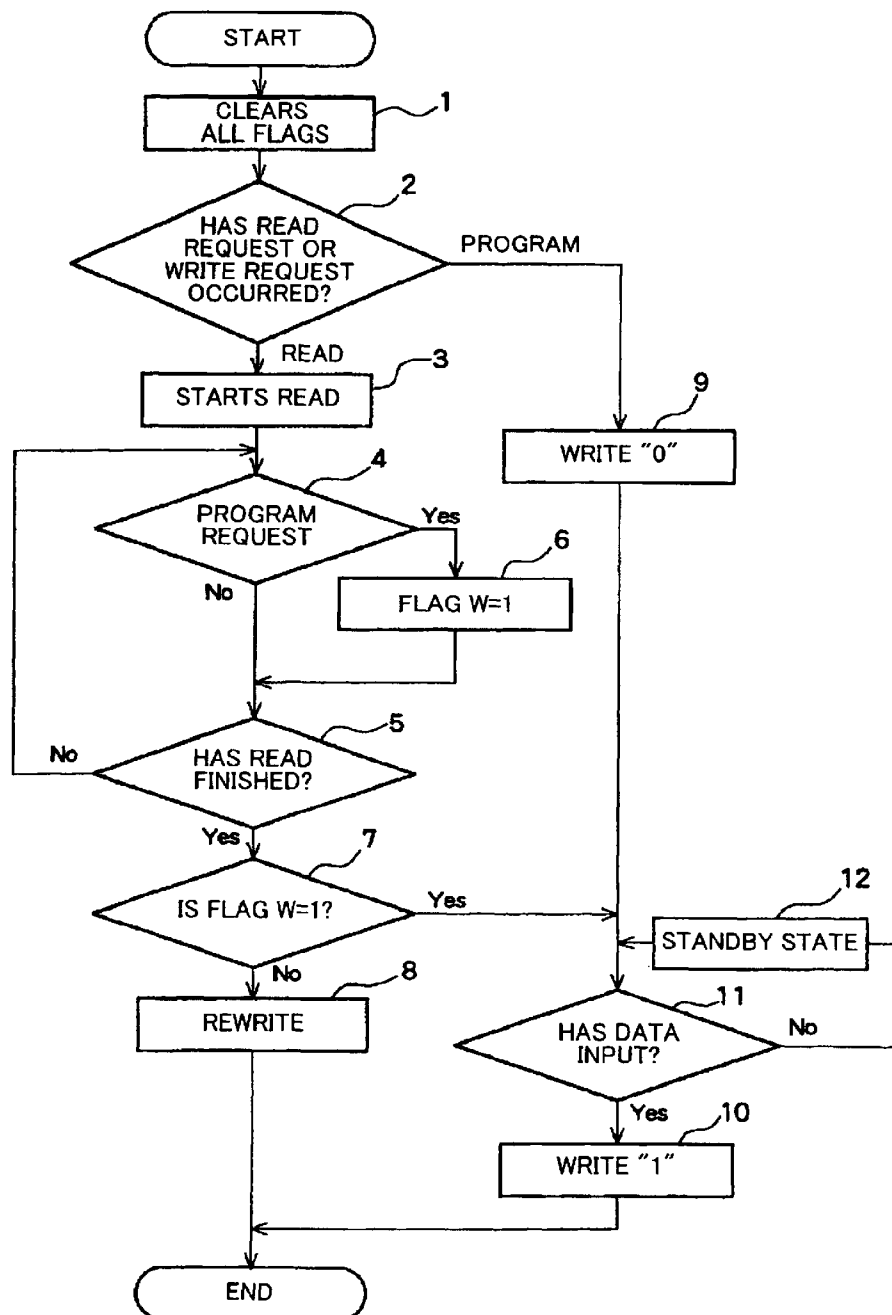 START
1
CLEARS
ALL FLAGS
2
HAS READ
REQUEST OR
WRITE REQUEST
OCCURRED?
PROGRAM
READ
3
STARTS READ
9
WRITE "0"
4
PROGRAM
REQUEST
Yes
No
6
FLAG W=1
5
HAS READ
FINISHED?
No
Yes
7
IS FLAG W=1?
Yes
No
12
STANDBY STATE
8
REWRITE
11
HAS DATA
INPUT?
No
Yes
10
WRITE "1"
END